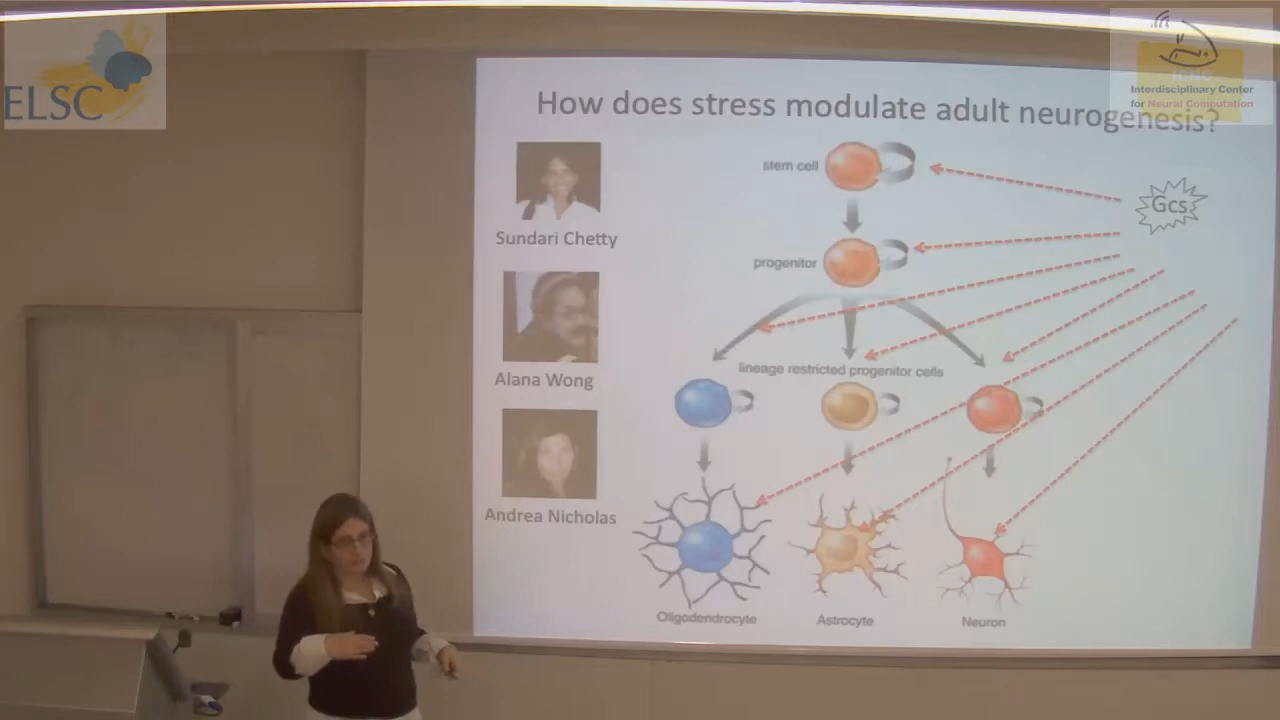 ELSC
ICNC
Interdisciplinary Center
for Neural Computation
How does stress modulate adult neurogenesis?
stem cell
Gcs
Sundari Chetty
progenitor
lineage restricted progenitor cells
Alana Wong
Andrea Nicholas
Oligodendrocyte
Astrocyte
Neuron